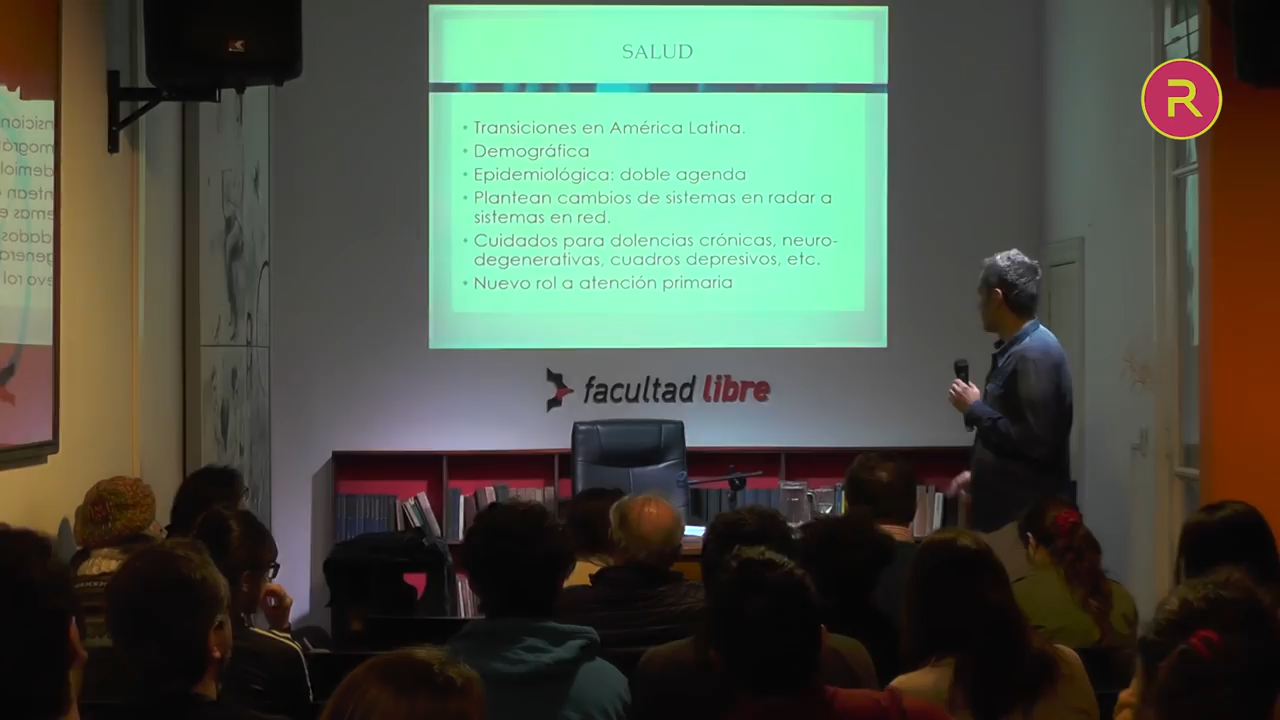 SALUD
• Transiciones en América Latina.
• Demográfica
• Epidemiológica: doble agenda
• Plantean cambios de sistemas en radar a
sistemas en red.
• Cuidados para dolencias crónicas, neuro-
degenerativas, cuadros depresivos, etc.
• Nuevo rol a atención primaria
facultad libre
R